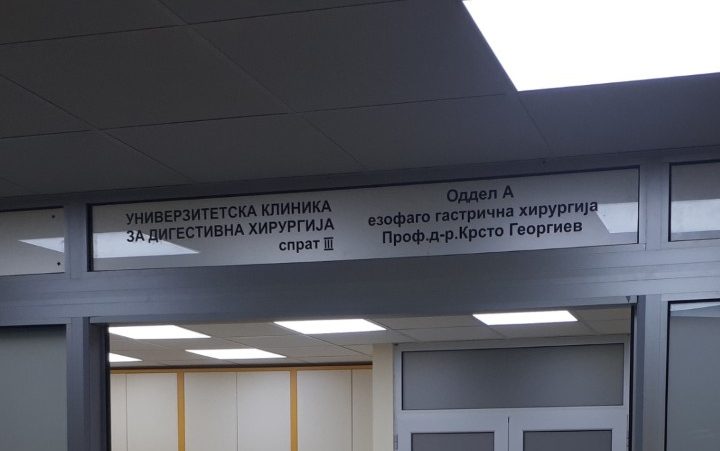 УНИВЕРЗИТЕТСКА КЛИНИКА
ЗА ДИГЕСТИВНА ХИРУРГИЈА
спрат III
Оддел А
езофаго гастрична хирургија
Проф.д-р.Крсто Георгиев